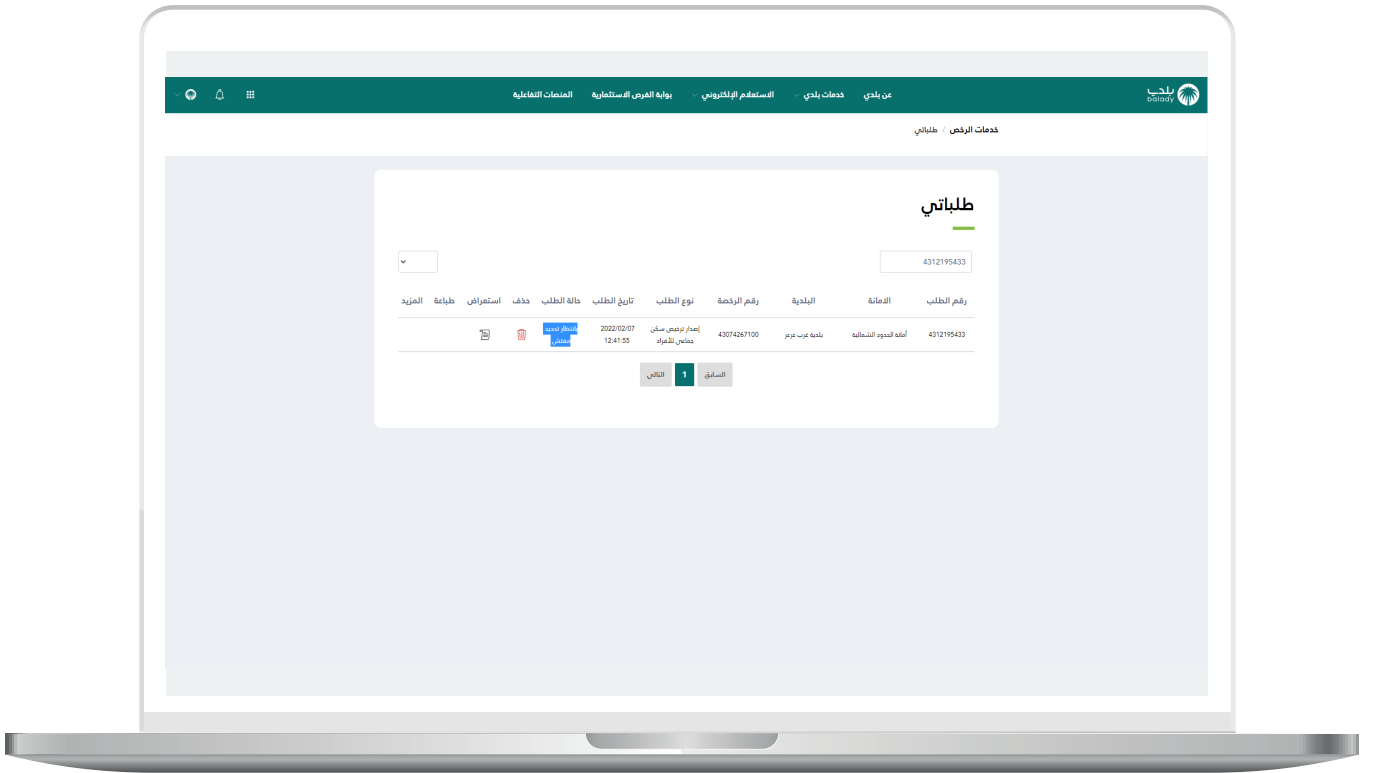 بلدي
balady
عن بلدي
خدمات بلدي
الاستعلام الإلكتروني
بوابة الفرص الاستثمارية
المنصات التفاعلية
خدمات الرخص / طلباتي
طلباتي
4312195433
رقم الطلب الامانة البلدية رقم الرخصة نوع الطلب تاريخ الطلب حالة الطلب حذف استعراض طباعة المزيد
4312195433 أمانة الحدود الشمالية بلدية غرب عرعر 43074267100 إصدار ترخيص سكن جماعي للأفراد 2022/02/07 12:41:55 بانتظار تحديد مفتش
السابق 1 التالي